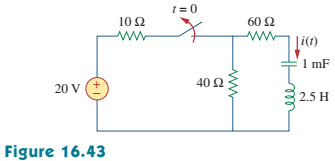 t = 0
10 Ω
60 Ω
i(t)
1 mF
40 Ω
20 V
+
−
2.5 H
Figure 16.43